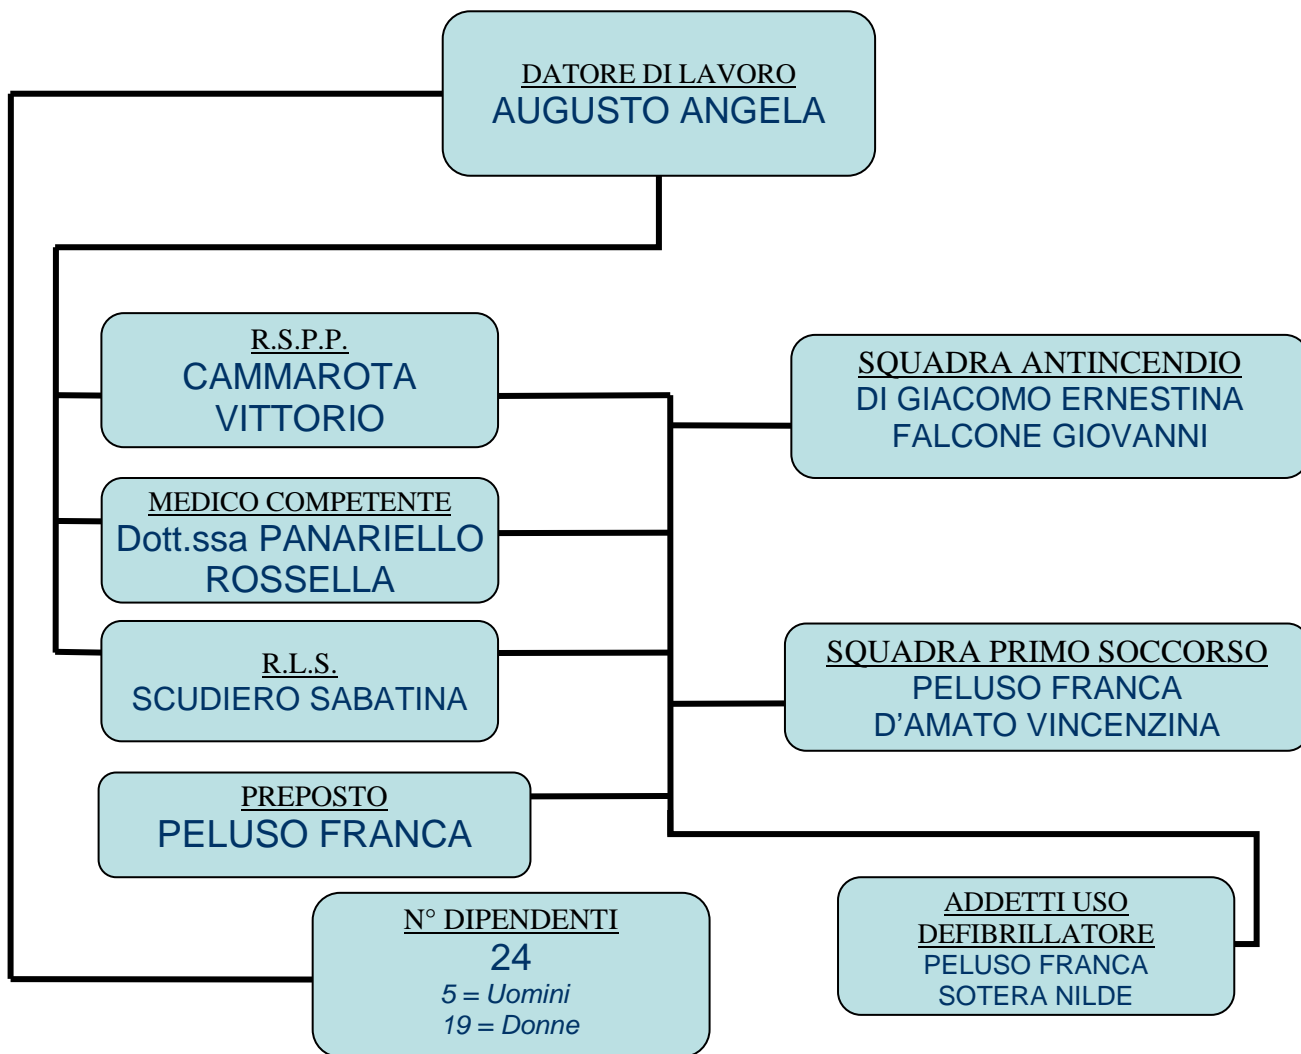 DATORE DI LAVORO
AUGUSTO ANGELA
R.S.P.P.
CAMMAROTA
VITTORIO
SQUADRA ANTINCENDIO
DI GIACOMO ERNESTINA
FALCONE GIOVANNI
MEDICO COMPETENTE
Dott.ssa PANARIELLO
ROSSELLA
R.L.S.
SCUDIERO SABATINA
SQUADRA PRIMO SOCCORSO
PELUSO FRANCA
D’AMATO VINCENZINA
PREPOSTO
PELUSO FRANCA
N° DIPENDENTI
24
5 = Uomini
19 = Donne
ADDETTI USO
DEFIBRILLATORE
PELUSO FRANCA
SOTERA NILDE